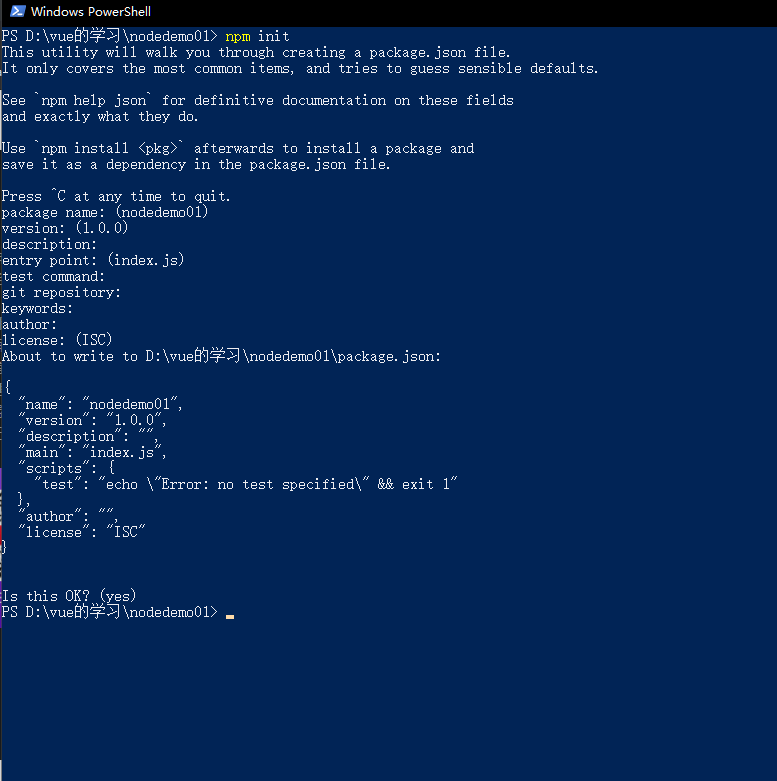 Windows PowerShell
PS D:\vue的学习\nodedemo01> npm init
This utility will walk you through creating a package.json file.
It only covers the most common items, and tries to guess sensible defaults.
See `npm help json` for definitive documentation on these fields
and exactly what they do.
Use `npm install <pkg>` afterwards to install a package and
save it as a dependency in the package.json file.
Press ^C at any time to quit.
package name: (nodedemo01)
version: (1.0.0)
description:
entry point: (index.js)
test command:
git repository:
keywords:
author:
license: (ISC)
About to write to D:\vue的学习\nodedemo01\package.json:
{
"name": "nodedemo01",
"version": "1.0.0",
"description": "",
"main": "index.js",
"scripts": {
"test": "echo \"Error: no test specified\" && exit 1"
},
"author": "",
"license": "ISC"
}
Is this OK? (yes)
PS D:\vue的学习\nodedemo01>